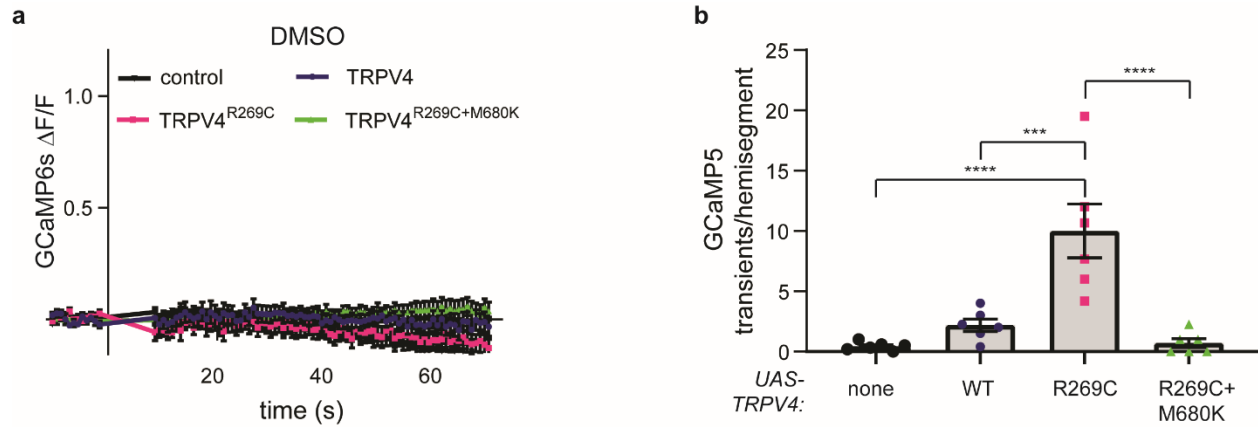 a
DMSO
control
TRPV4
TRPV4R269C
TRPV4R269C+M680K
GCaMP6s ΔF/F
1.0
0.5
20
40
60
time (s)
b
GCaMP5
transients/hemisegment
25
20
15
10
5
0
****
***
****
UAS-
TRPV4:
none
WT
R269C
R269C+
M680K